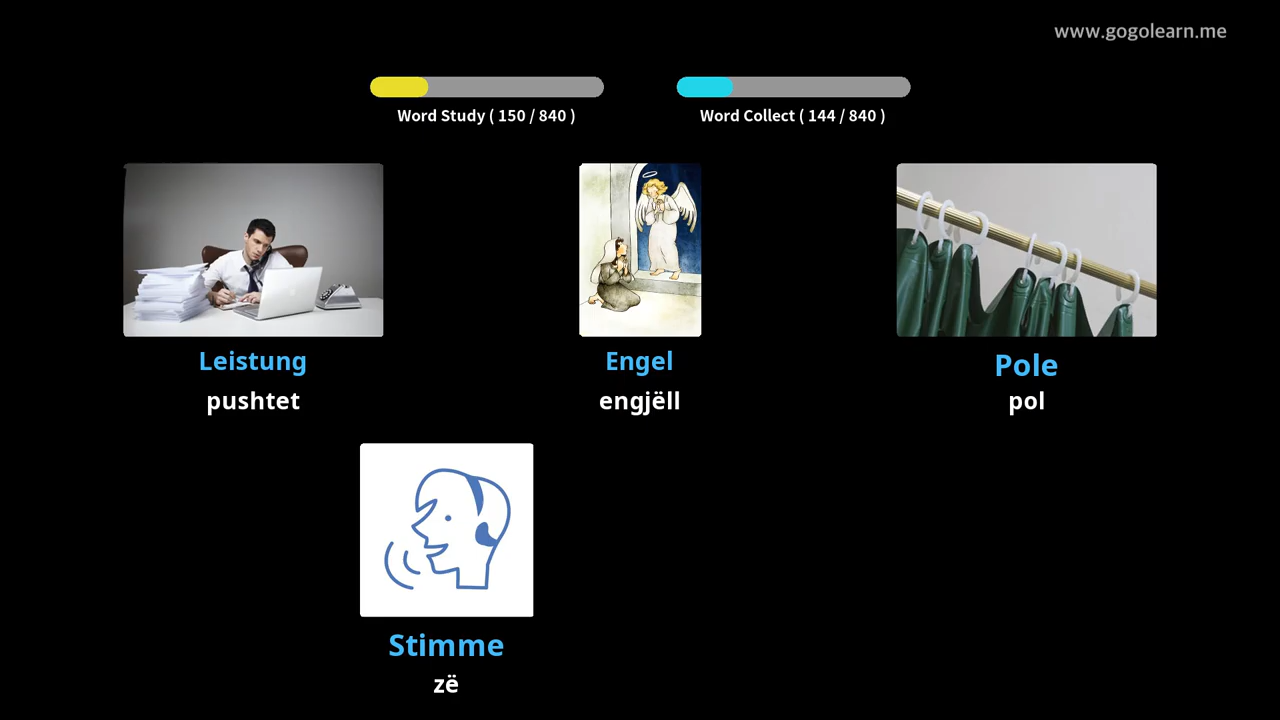 www.gogolearn.me
Word Study ( 150 / 840 )
Word Collect ( 144 / 840 )
Leistung
pushtet
Engel
engjëll
Pole
pol
Stimme
zë